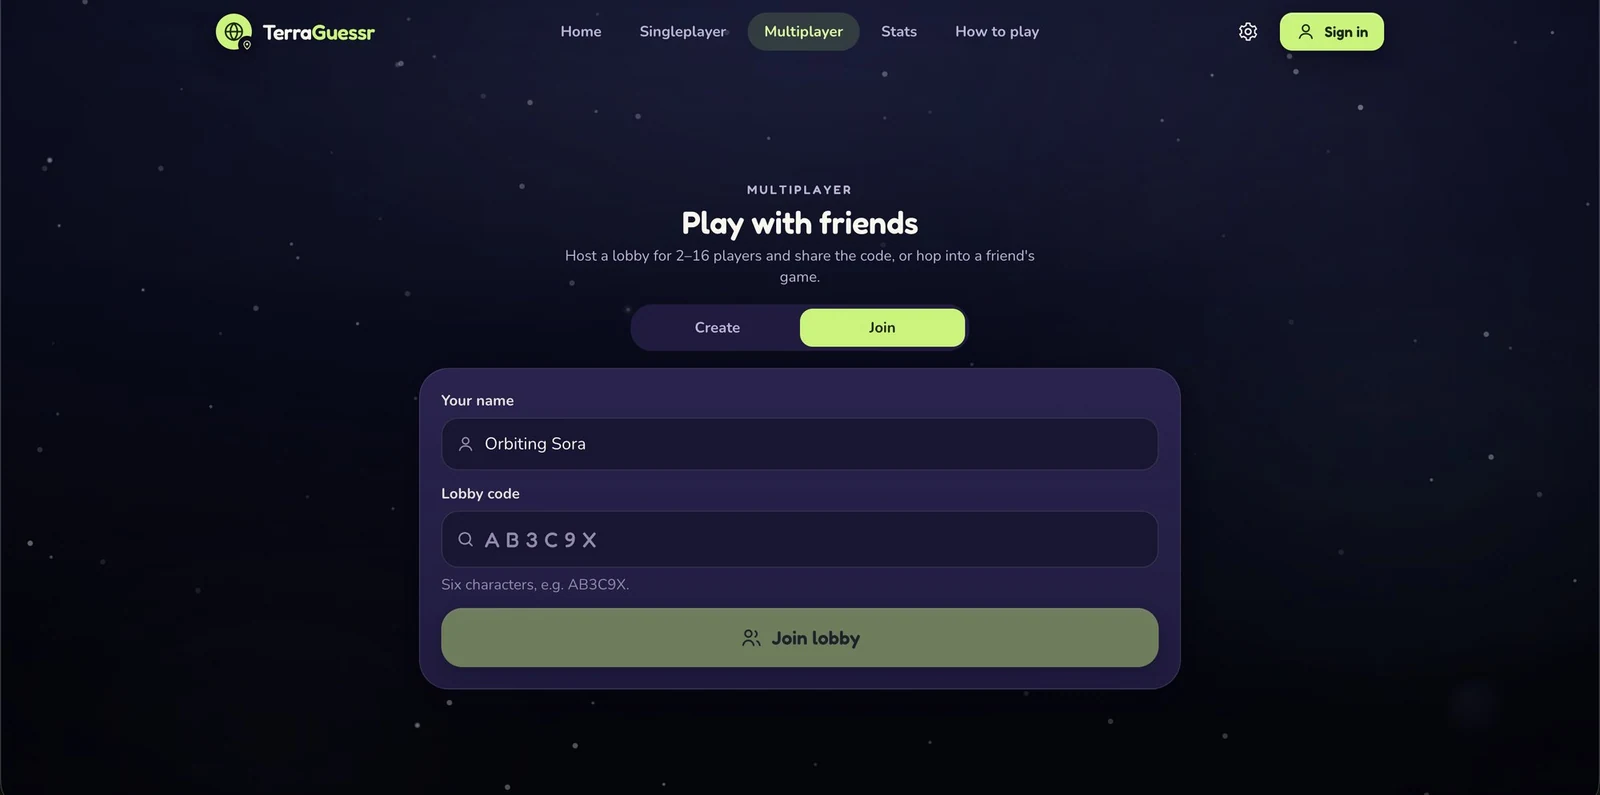 TerraGuessr
Home
Singleplayer
Multiplayer
Stats
How to play
Sign in
MULTIPLAYER
Play with friends
Host a lobby for 2–16 players and share the code, or hop into a friend's
game.
Create
Join
Your name
Orbiting Sora
Lobby code
AB3C9X
Six characters, e.g. AB3C9X.
Join lobby